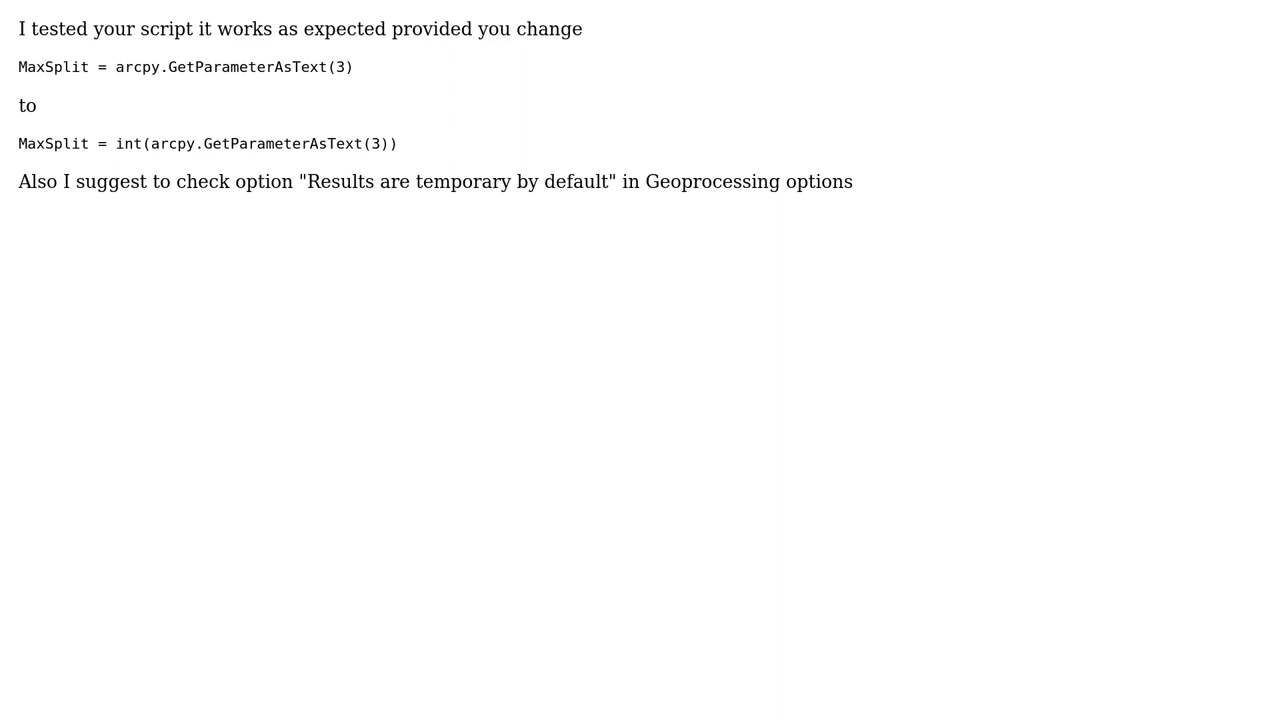 I tested your script it works as expected provided you change
MaxSplit = arcpy.GetParameterAsText(3)
to
MaxSplit = int(arcpy.GetParameterAsText(3))
Also I suggest to check option "Results are temporary by default" in Geoprocessing options